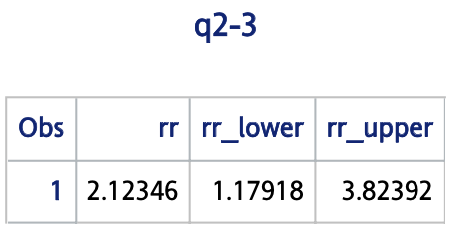 q2-3
Obs rr rr_lower rr_upper
1 2.12346 1.17918 3.82392